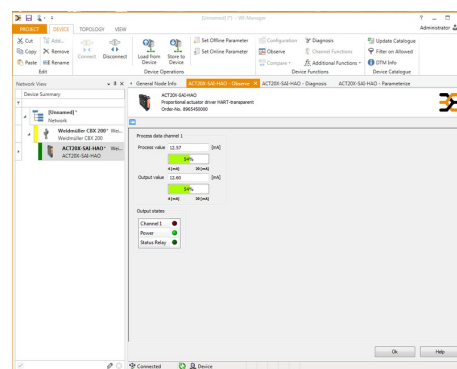 [Unnamed] (*) - WI-Manager
PROJECT DEVICE TOPOLOGY VIEW Administrator
Cut Add... Set Offline Parameter Configuration Diagnosis Update Catalogue
Copy Remove Connect Disconnect Load from Device Store to Device Set Online Parameter Observe Channel Functions Filter on Allowed
Paste Rename Compare Additional Functions DTM Info
Edit Device Operations Device Functions Device Catalogue
Network View General Node Info ACT20X-SAI-HAO - Observe ACT20X-SAI-HAO - Diagnosis ACT20X-SAI-HAO - Parameterize
Device Summary
ACT20X-SAI-HAO
Proportional actuator driver HART-transparent
Order-No. 8965450000
[Unnamed]*
Network
Weidmüller CBX 200* Wei...
Weidmüller CBX 200
ACT20X-SAI-HAO* Wei...
ACT20X-SAI-HAO
Process data channel 1
Process value 12.57 [mA]
54%
4 [mA] 20 [mA]
Output value 12.60 [mA]
54%
4 [mA] 20 [mA]
Output states
Channel 1
Power
Status Relay
Ok Help
Connected Device